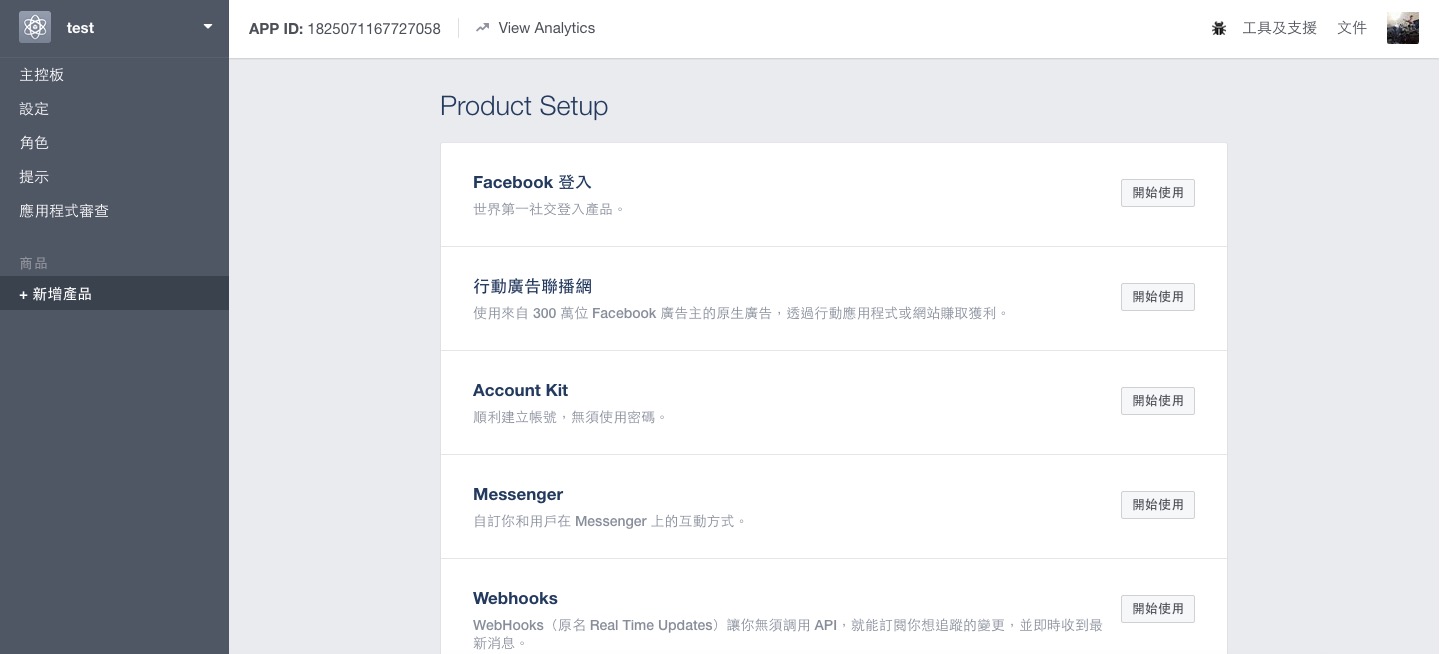 test
APP ID: 1825071167727058
View Analytics
工具及支援
文件
主控板
設定
角色
提示
應用程式審查
商品
+ 新增產品
Product Setup
Facebook 登入
世界第一社交登入產品。
開始使用
行動廣告聯播網
使用來自 300 萬位 Facebook 廣告主的原生廣告，透過行動應用程式或網站賺取獲利。
開始使用
Account Kit
順利建立帳號，無須使用密碼。
開始使用
Messenger
自訂你和用戶在 Messenger 上的互動方式。
開始使用
Webhooks
WebHooks（原名 Real Time Updates）讓你無須調用 API，就能訂閱你想追蹤的變更，並即時收到最
新消息。
開始使用